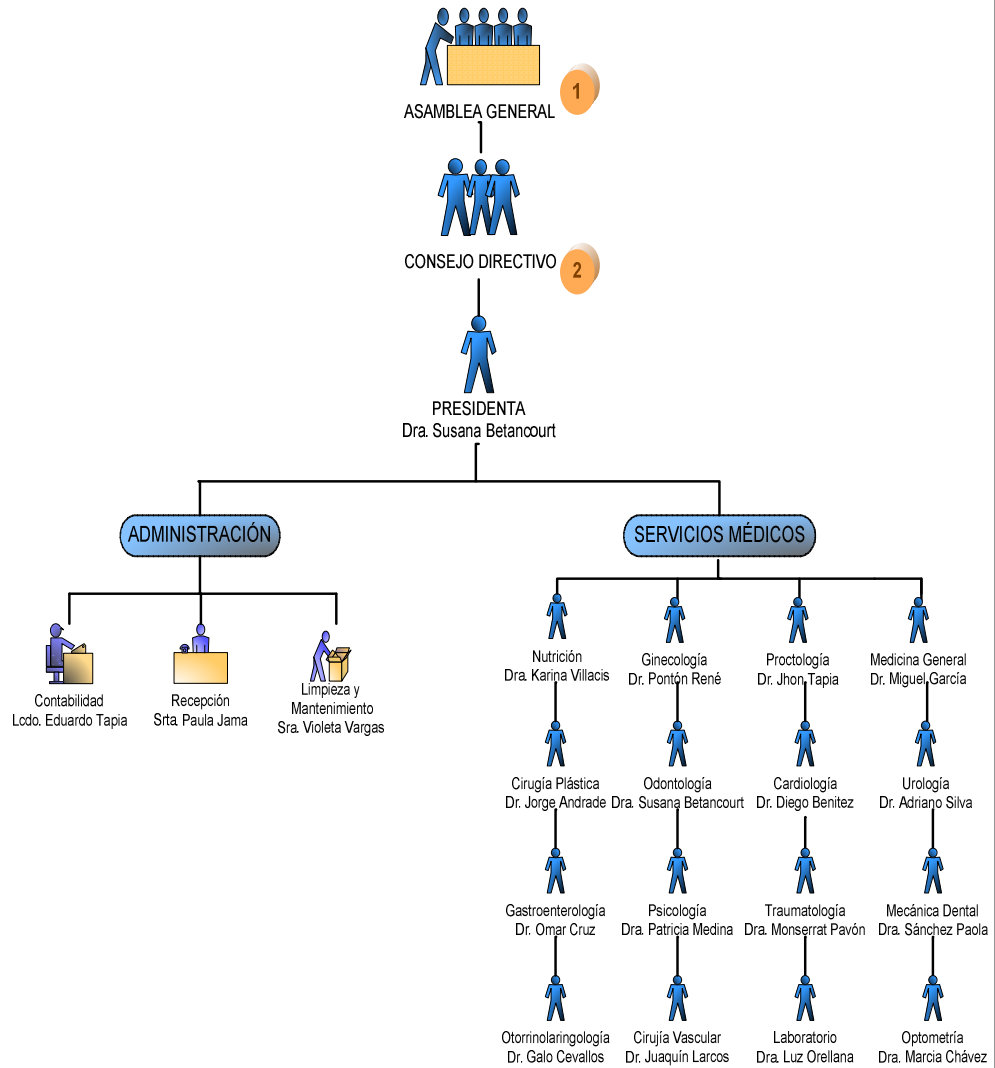 1
ASAMBLEA GENERAL
CONSEJO DIRECTIVO
2
PRESIDENTA
Dra. Susana Betancourt
ADMINISTRACIÓN
SERVICIOS MÉDICOS
Contabilidad
Lcdo. Eduardo Tapia
Recepción
Srta. Paula Jama
Limpieza y
Mantenimiento
Sra. Violeta Vargas
Nutrición
Dra. Karina Villacis
Ginecología
Dr. Pontón René
Proctología
Dr. Jhon Tapia
Medicina General
Dr. Miguel García
Cirugía Plástica
Dr. Jorge Andrade
Odontología
Dra. Susana Betancourt
Cardiología
Dr. Diego Benitez
Urología
Dr. Adriano Silva
Gastroenterología
Dr. Omar Cruz
Psicología
Dra. Patricia Medina
Traumatología
Dra. Monserrat Pavón
Mecánica Dental
Dra. Sánchez Paola
Otorrinolaringología
Dr. Galo Cevallos
Cirujía Vascular
Dr. Juaquín Larcos
Laboratorio
Dra. Luz Orellana
Optometría
Dra. Marcia Chávez